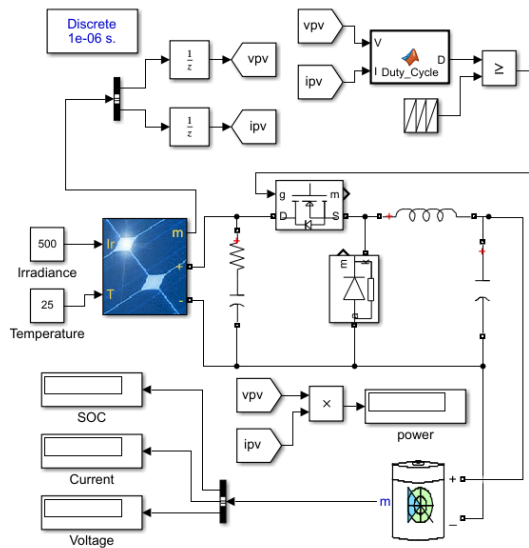 Discrete
1e-06 s.
1
z
vpv
1
z
ipv
vpv
ipv
V
I
D
Duty_Cycle
≥
g
m
D
S
500
Irradiance
25
Temperature
Ir
T
m
+
-
+
m
+
+
SOC
Current
Voltage
vpv
ipv
×
power
m
+
_